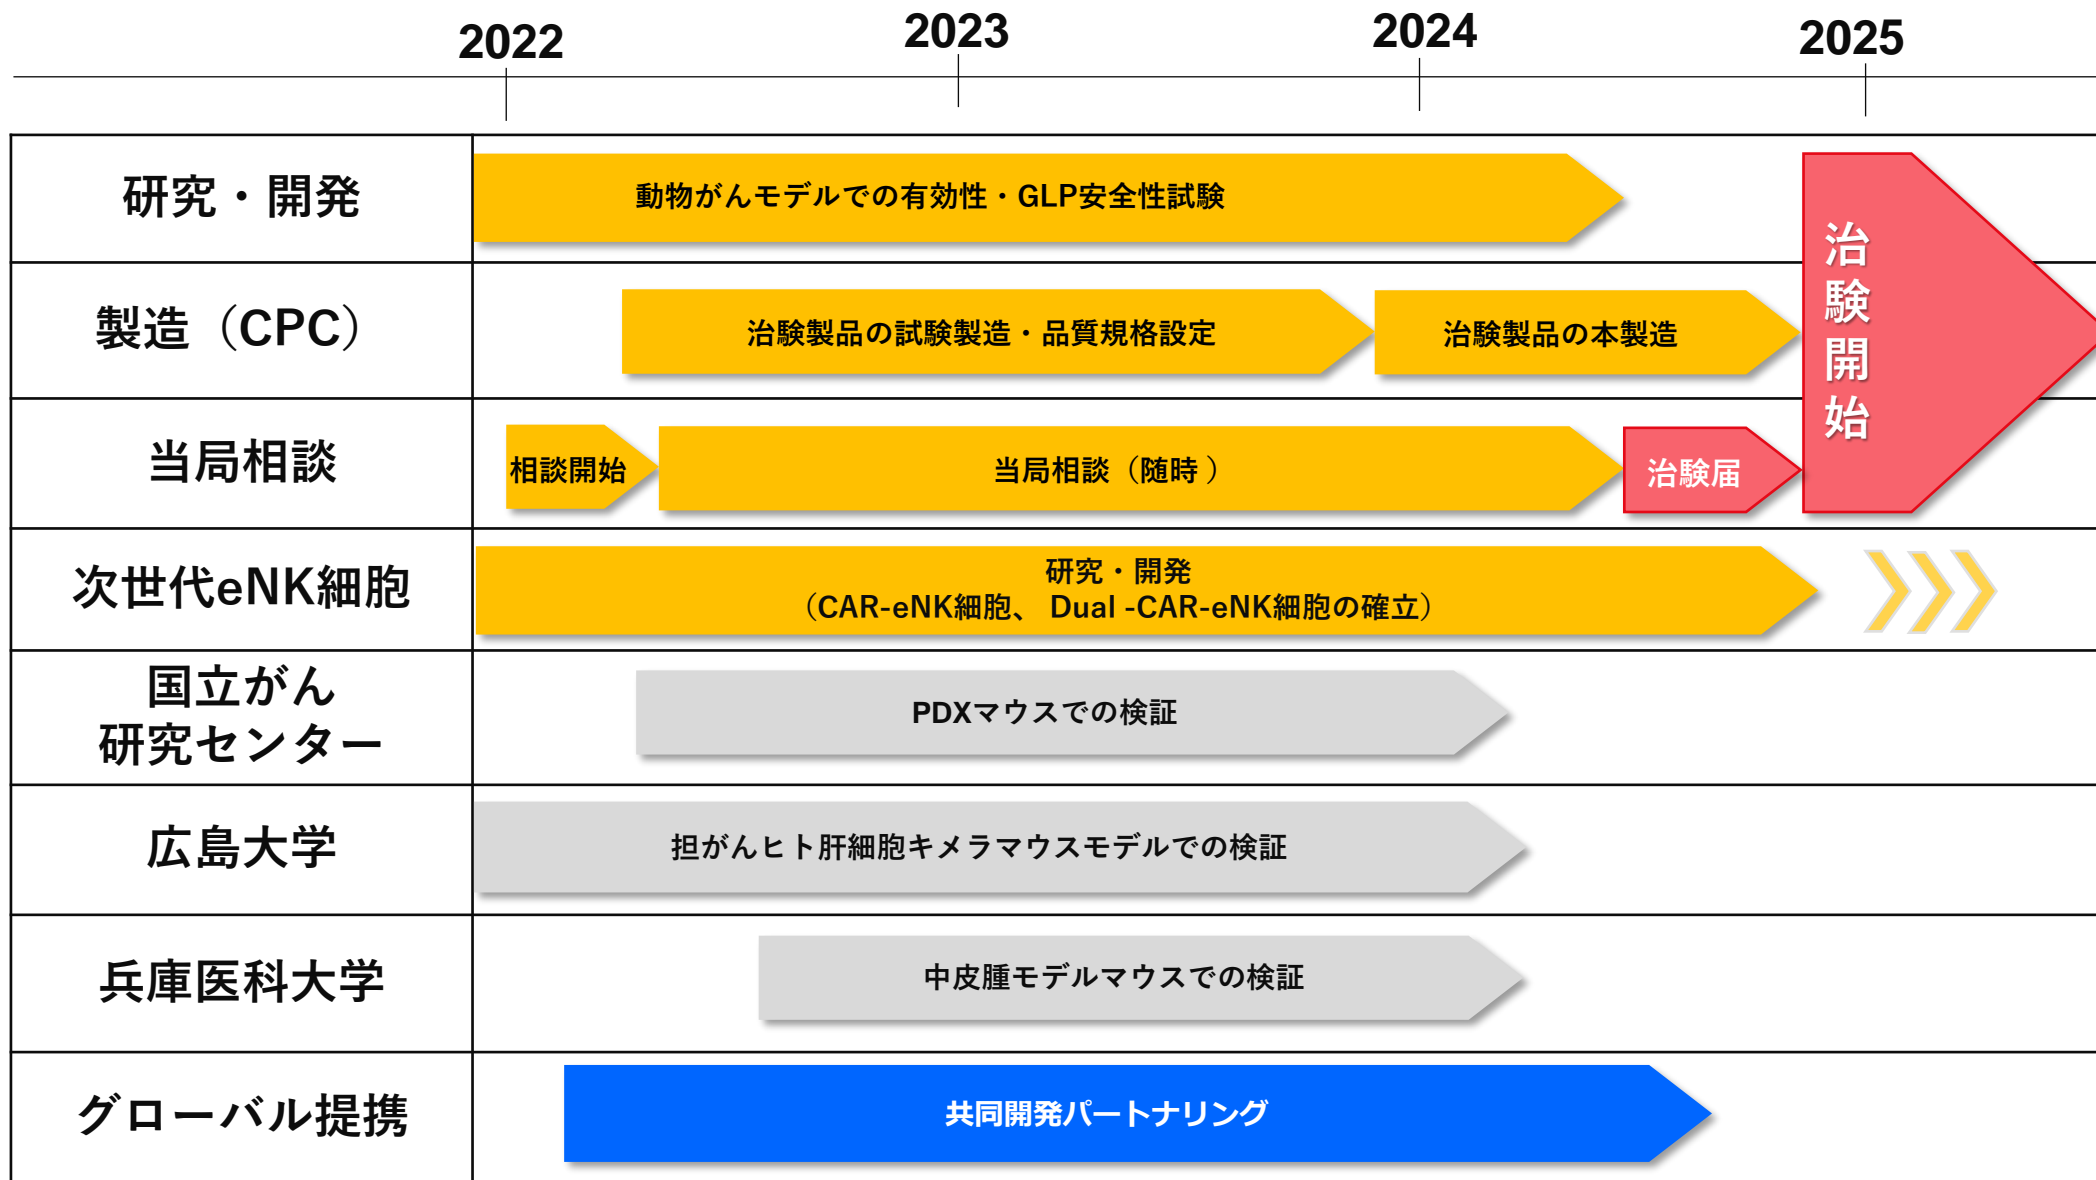 2022
2023
2024
2025
研究・開発
動物がんモデルでの有効性・GLP安全性試験
製造（CPC）
治験製品の試験製造・品質規格設定
治験製品の本製造
治験開始
当局相談
相談開始
当局相談（随時 ）
治験届
次世代eNK細胞
研究・開発
（CAR-eNK細胞、 Dual -CAR-eNK細胞の確立）
国立がん
研究センター
PDXマウスでの検証
広島大学
担がんヒト肝細胞キメラマウスモデルでの検証
兵庫医科大学
中皮腫モデルマウスでの検証
グローバル提携
共同開発パートナリング